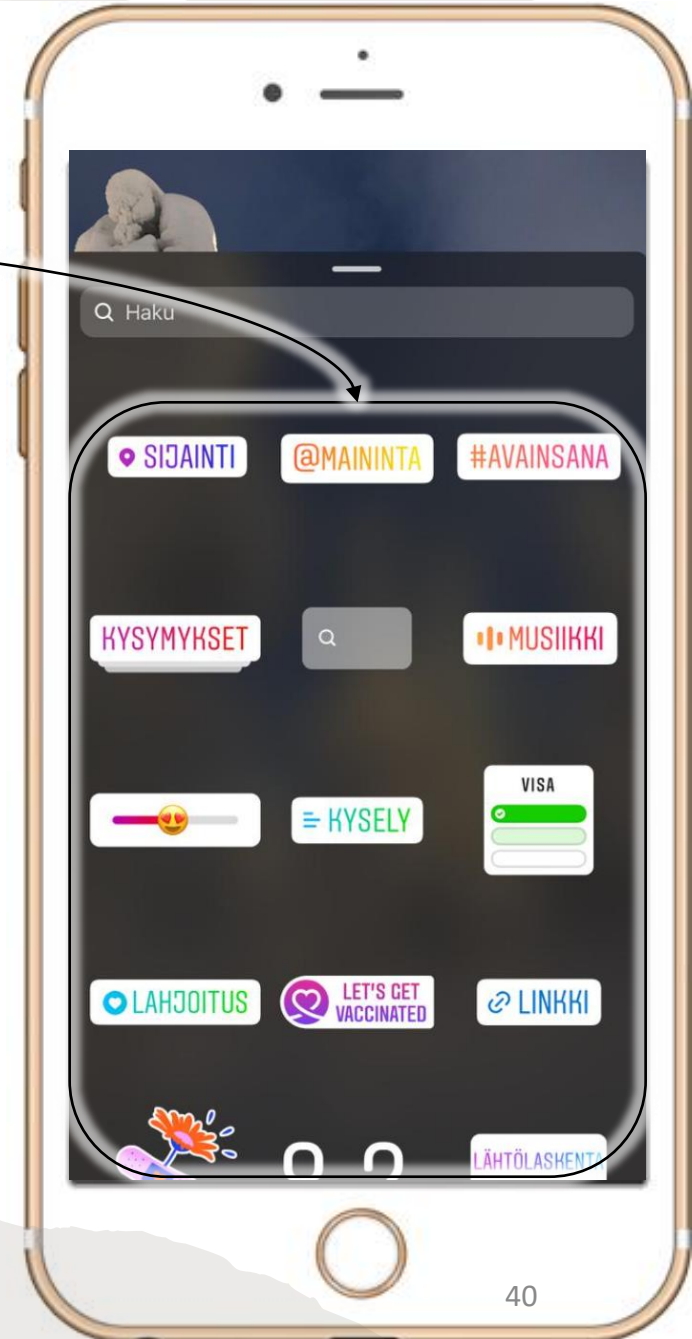 Haku
SIJAINTI
@MAININTA
#AVAINSANA
KYSYMYKSET
MUSIIKKI
KYSELY
VISA
LAHJOITUS
LET'S GET
VACCINATED
LINKKI
LÄHTÖLASKENTA
40